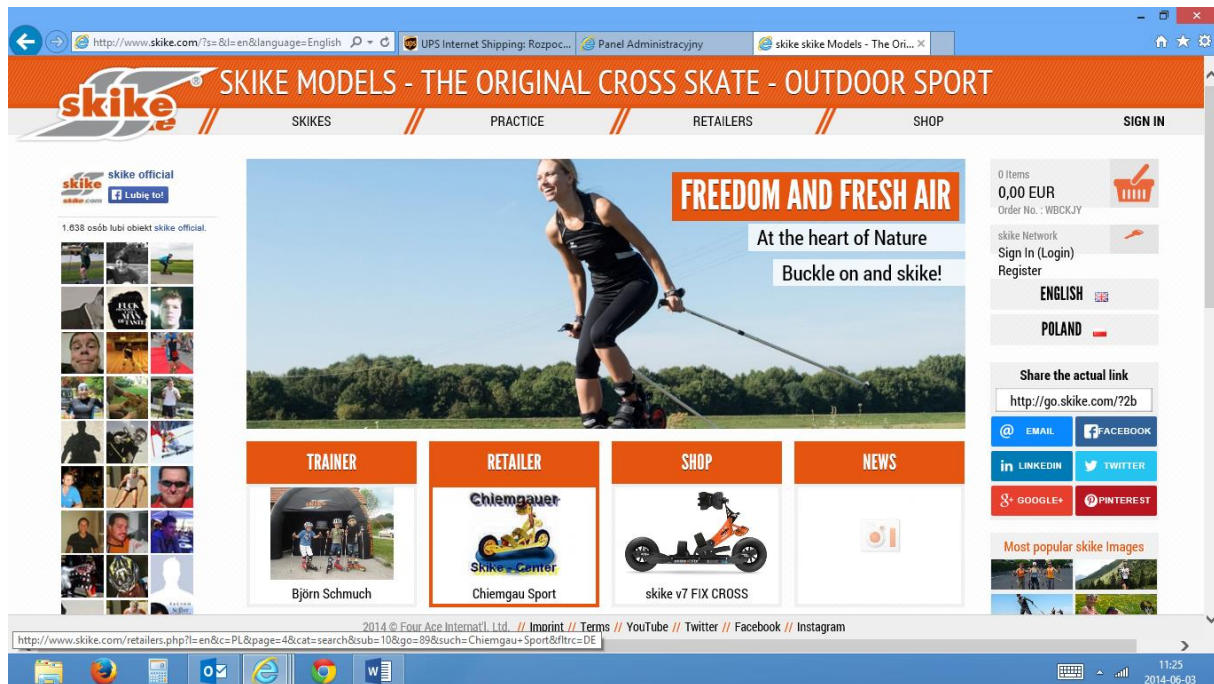 http://www.skike.com/?s=&l=en&language=English
UPS Internet Shipping: Rozpoc...
Panel Administracyjny
skike skike Models - The Ori...
skike
SKIKE MODELS - THE ORIGINAL CROSS SKATE - OUTDOOR SPORT
SKIKES // PRACTICE // RETAILERS // SHOP
SIGN IN
skike
skike.com
skike official
Lubię to!
1.638 osób lubi obiekt skike official.
FREEDOM AND FRESH AIR
At the heart of Nature
Buckle on and skike!
0 Items
0,00 EUR
Order No. : WBCKJY
skike Network
Sign In (Login)
Register
ENGLISH
POLAND
Share the actual link
http://go.skike.com/?2b
@ EMAIL
FACEBOOK
in LINKEDIN
TWITTER
g+ GOOGLE+
PINTEREST
Most popular skike Images
TRAINER
Björn Schmuch
RETAILER
Chiemgauer
Skike - Center
Chiemgau Sport
SHOP
skike v7 FIX CROSS
NEWS
2014 © Four Ace Internat'l. Ltd. // Imprint // Terms // YouTube // Twitter // Facebook // Instagram
http://www.skike.com/retailers.php?l=en&c=PL&page=4&cat=search&sub=10&go=89&such=Chiemgau+Sport&fltrc=DE
11:25
2014-06-03